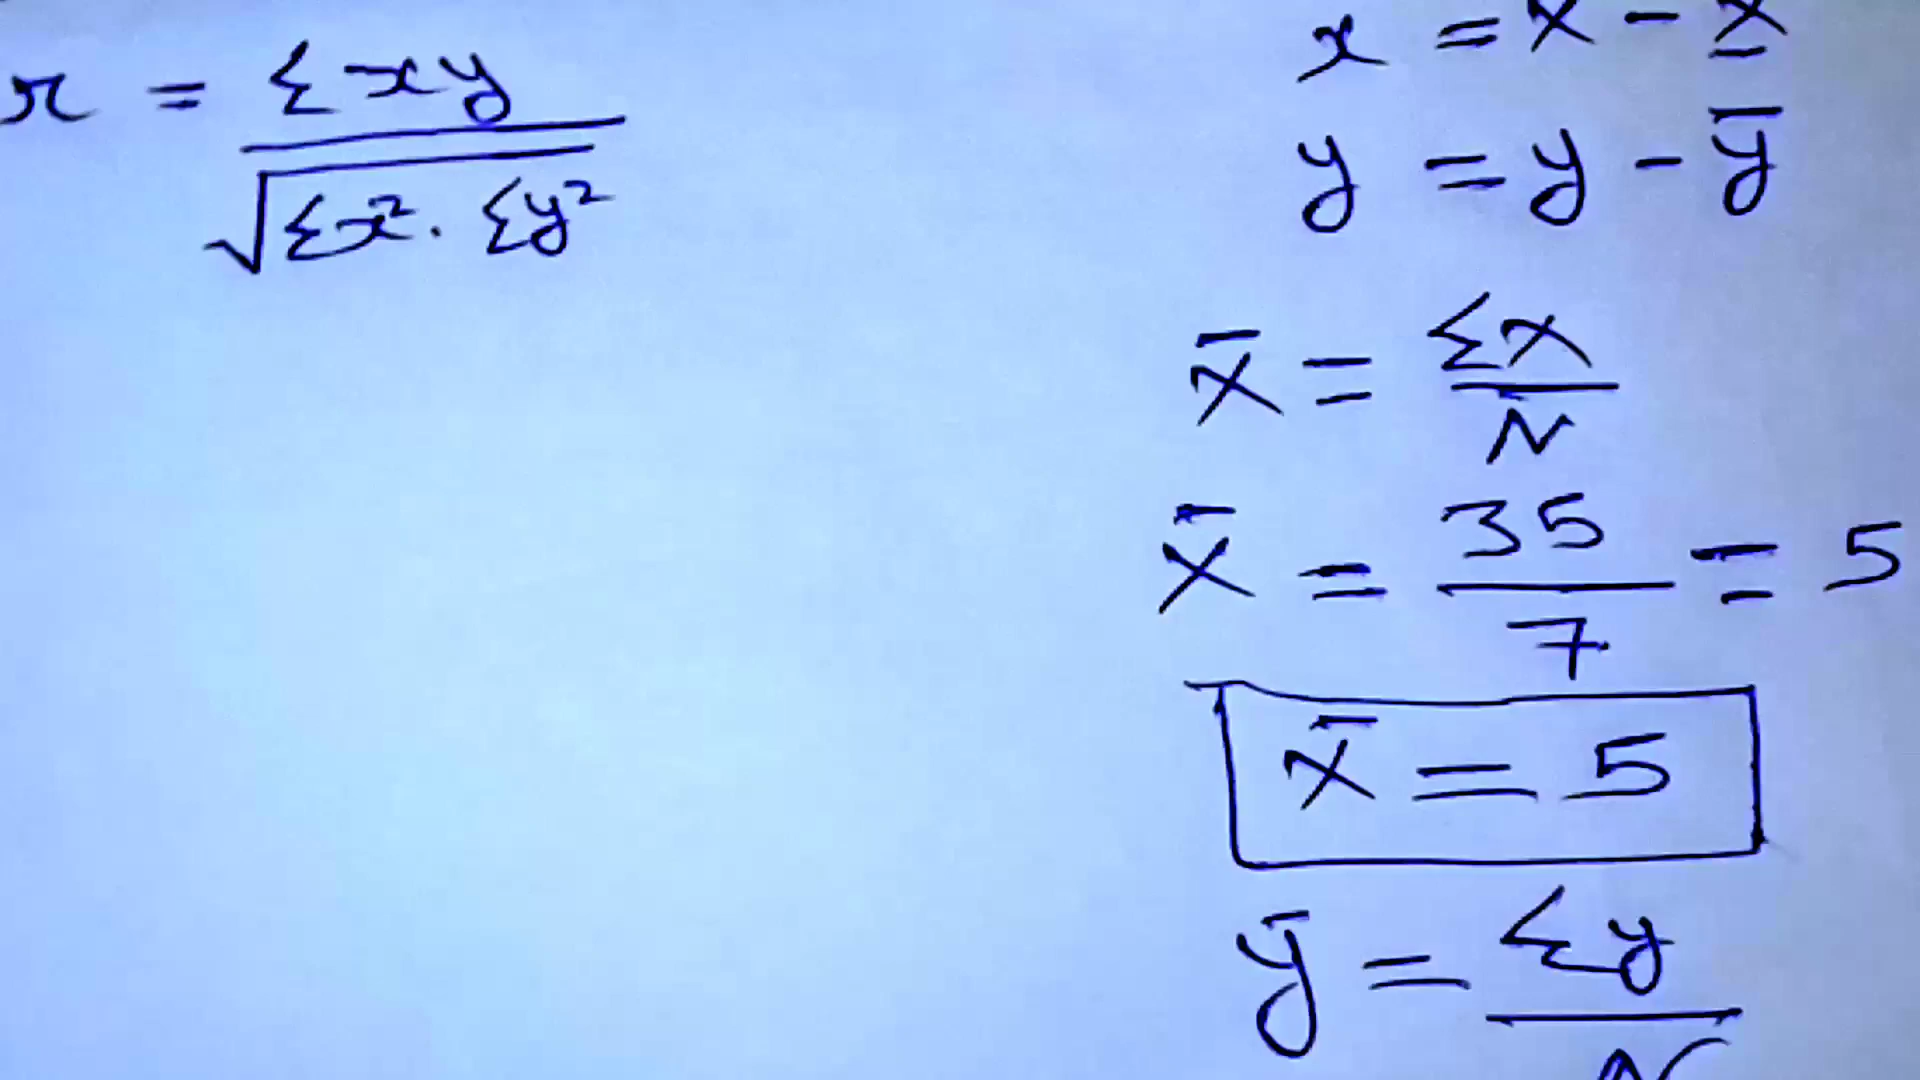 r = Σxy
√Σx² · Σy²
x = X - X̄
y = y - ȳ
X̄ = ΣX
N
X̄ = 35 = 5
7
X̄ = 5
ȳ = Σy
N